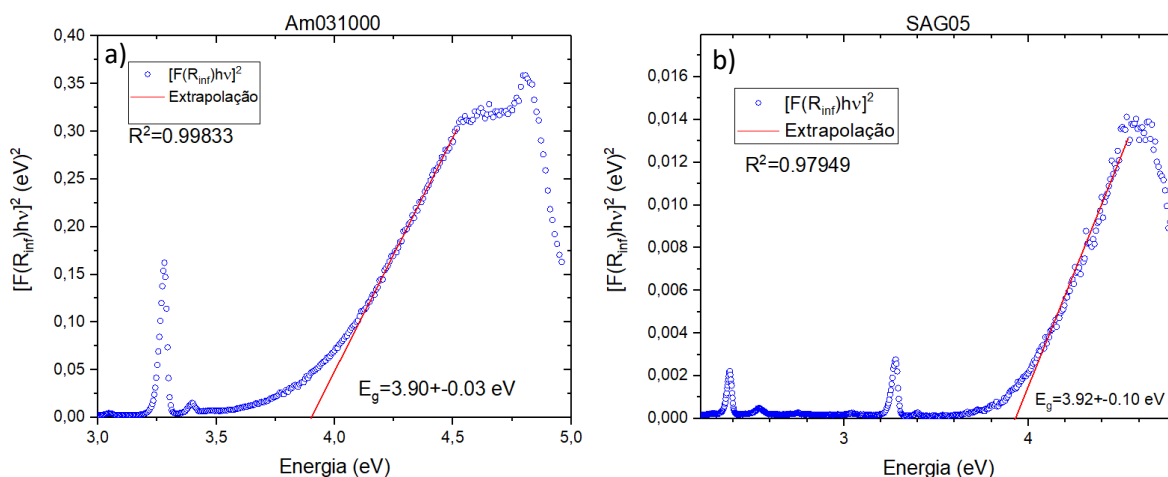 Am031000
a)
[F(R_inf)hν]^2
Extrapolação
R^2=0.99833
E_g=3.90+-0.03 eV
[F(R_inf)hν]^2 (eV)^2
0,40
0,35
0,30
0,25
0,20
0,15
0,10
0,05
0,00
3,0 3,5 4,0 4,5 5,0
Energia (eV)
SAG05
b)
[F(R_inf)hν]^2
Extrapolação
R^2=0.97949
E_g=3.92+-0.10 eV
[F(R_inf)hν]^2 (eV)^2
0,016
0,014
0,012
0,010
0,008
0,006
0,004
0,002
0,000
3 4
Energia (eV)